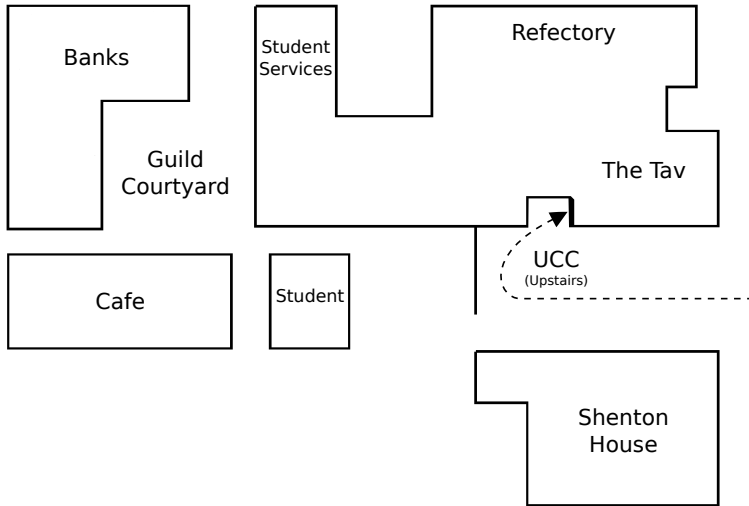 Banks
Student
Services
Refectory
Guild
Courtyard
The Tav
UCC
(Upstairs)
Cafe
Student
Shenton
House